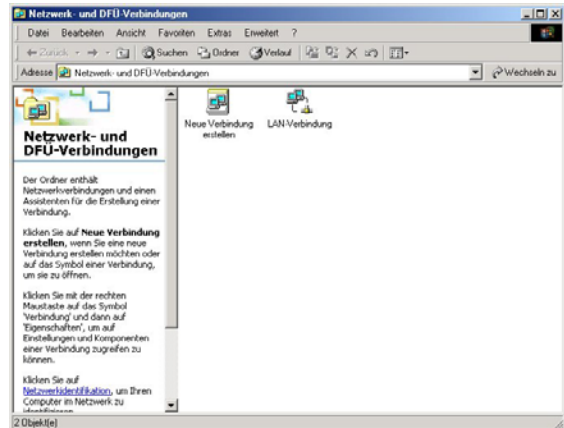 Netzwerk- und DFÜ-Verbindungen
Datei Bearbeiten Ansicht Favoriten Extras Erweitert ?
Zurück Suchen Ordner Verlauf
Adresse Netzwerk- und DFÜ-Verbindungen Wechseln zu
Netzwerk- und
DFÜ-Verbindungen
Der Ordner enthält
Netzwerkverbindungen und einen
Assistenten für die Erstellung einer
Verbindung.
Klicken Sie auf Neue Verbindung
erstellen, wenn Sie eine neue
Verbindung erstellen möchten oder
auf das Symbol einer Verbindung,
um sie zu öffnen.
Klicken Sie mit der rechten
Maustaste auf das Symbol
'Verbindung' und dann auf
'Eigenschaften', um auf
Einstellungen und Komponenten
einer Verbindung zugreifen zu
können.
Klicken Sie auf
Netzwerkidentifikation, um Ihren
Computer im Netzwerk zu
identifizieren
Neue Verbindung
erstellen
LAN-Verbindung
2 Objekt(e)